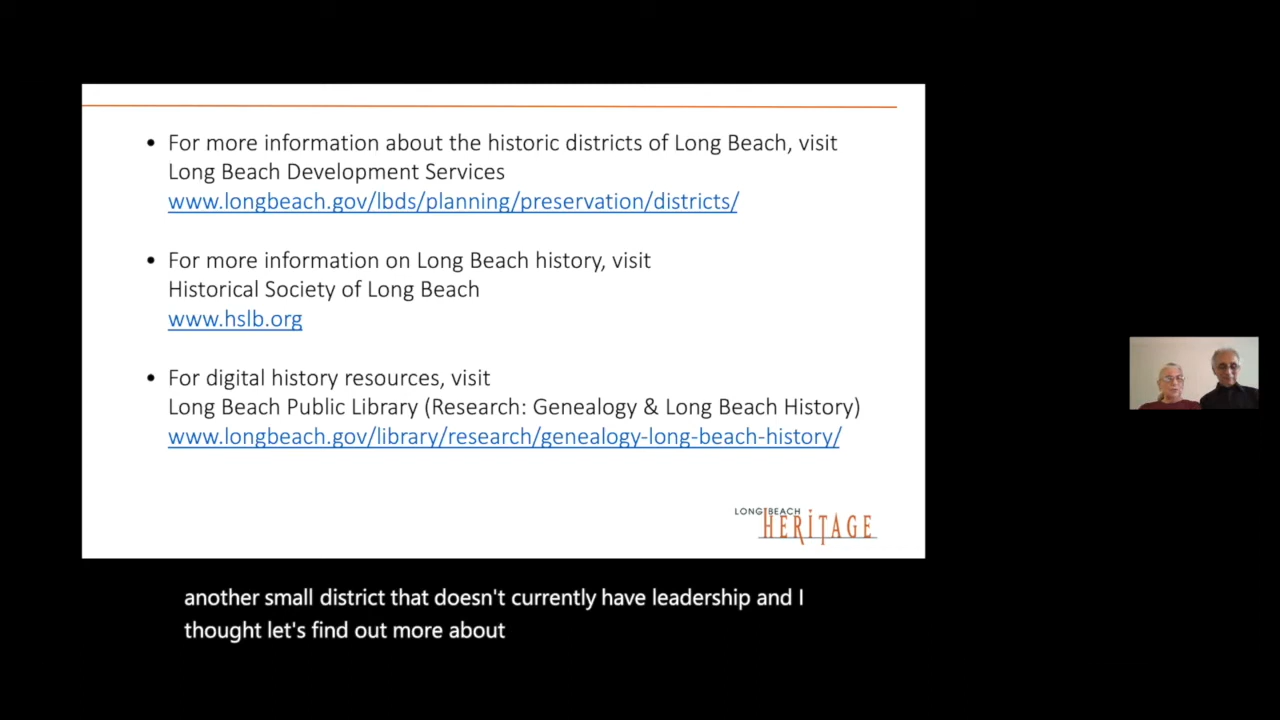 • For more information about the historic districts of Long Beach, visit
Long Beach Development Services
www.longbeach.gov/lbds/planning/preservation/districts/
• For more information on Long Beach history, visit
Historical Society of Long Beach
www.hslb.org
• For digital history resources, visit
Long Beach Public Library (Research: Genealogy & Long Beach History)
www.longbeach.gov/library/research/genealogy-long-beach-history/
LONG BEACH
HERITAGE
another small district that doesn't currently have leadership and I
thought let's find out more about